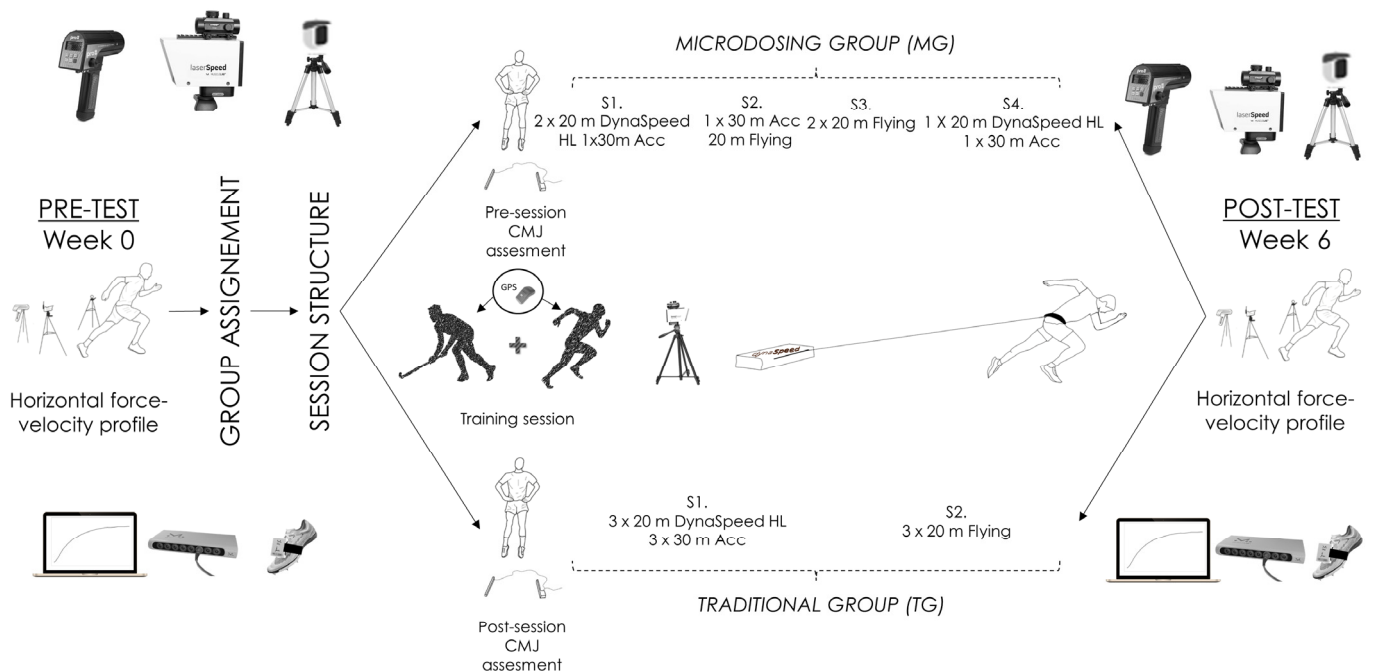 laserSpeed
MICRODOSING GROUP (MG)
S1.
2 x 20 m DynaSpeed
HL 1x30m Acc
S2.
1 x 30 m Acc
20 m Flying
S3.
2 x 20 m Flying
S4.
1 X 20 m DynaSpeed HL
1 x 30 m Acc
laserSpeed
PRE-TEST
Week 0
Horizontal force-
velocity profile
GROUP ASSIGNEMENT
SESSION STRUCTURE
Pre-session
CMJ
assesment
GPS
Training session
dynaSpeed
POST-TEST
Week 6
Horizontal force-
velocity profile
Post-session
CMJ
assesment
S1.
3 x 20 m DynaSpeed HL
3 x 30 m Acc
S2.
3 x 20 m Flying
TRADITIONAL GROUP (TG)